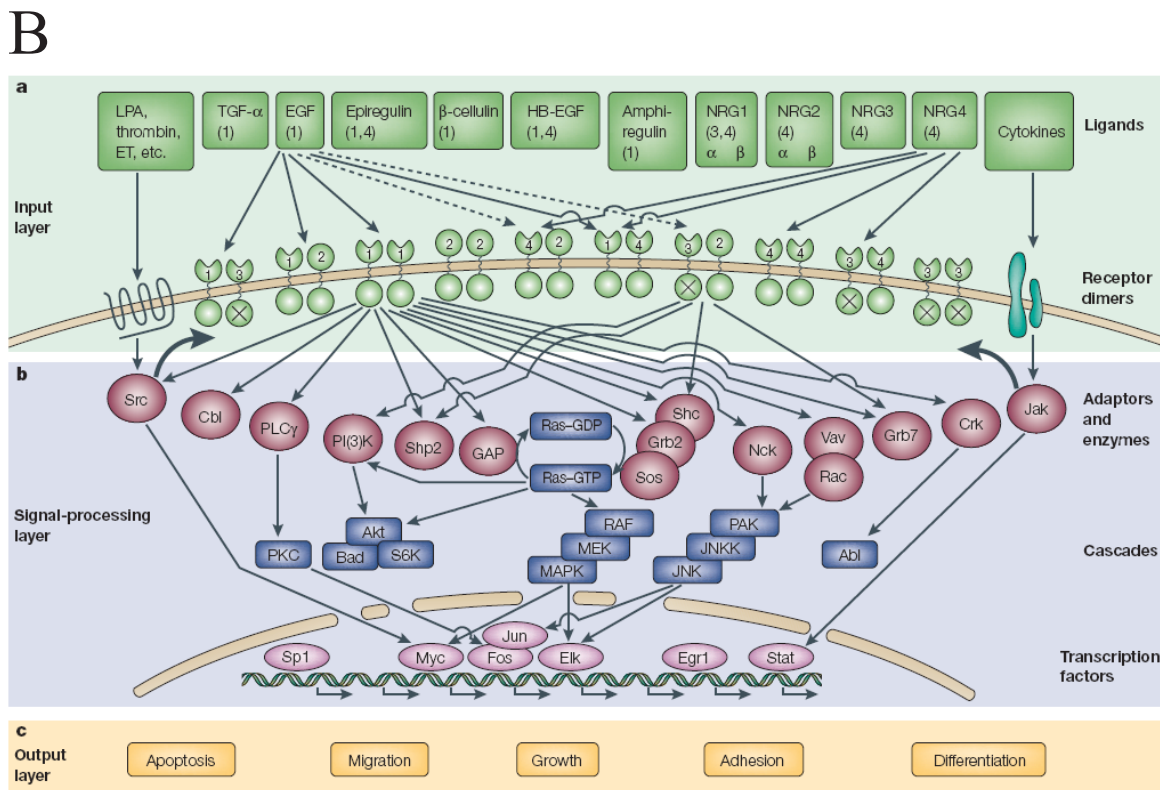 B
a
LPA,
thrombin,
ET, etc.
TGF-α
(1)
EGF
(1)
Epiregulin
(1,4)
β-cellulin
(1)
HB-EGF
(1,4)
Amphi-
regulin
(1)
NRG1
(3,4)
α β
NRG2
(4)
α β
NRG3
(4)
NRG4
(4)
Cytokines
Ligands
Input
layer
1 3
1 2
1 1
2 2
4 2
1 4
3 2
4 4
3 4
3 3
Receptor
dimers
b
Src
Cbl
PLCγ
PI(3)K
Shp2
GAP
Ras–GDP
Ras–GTP
Shc
Grb2
Sos
Nck
Vav
Rac
Grb7
Crk
Jak
Adaptors
and
enzymes
Signal-processing
layer
PKC
Akt
Bad
S6K
RAF
MEK
MAPK
PAK
JNKK
JNK
Abl
Cascades
Sp1
Myc
Jun
Fos
Elk
Egr1
Stat
Transcription
factors
c
Output
layer
Apoptosis
Migration
Growth
Adhesion
Differentiation